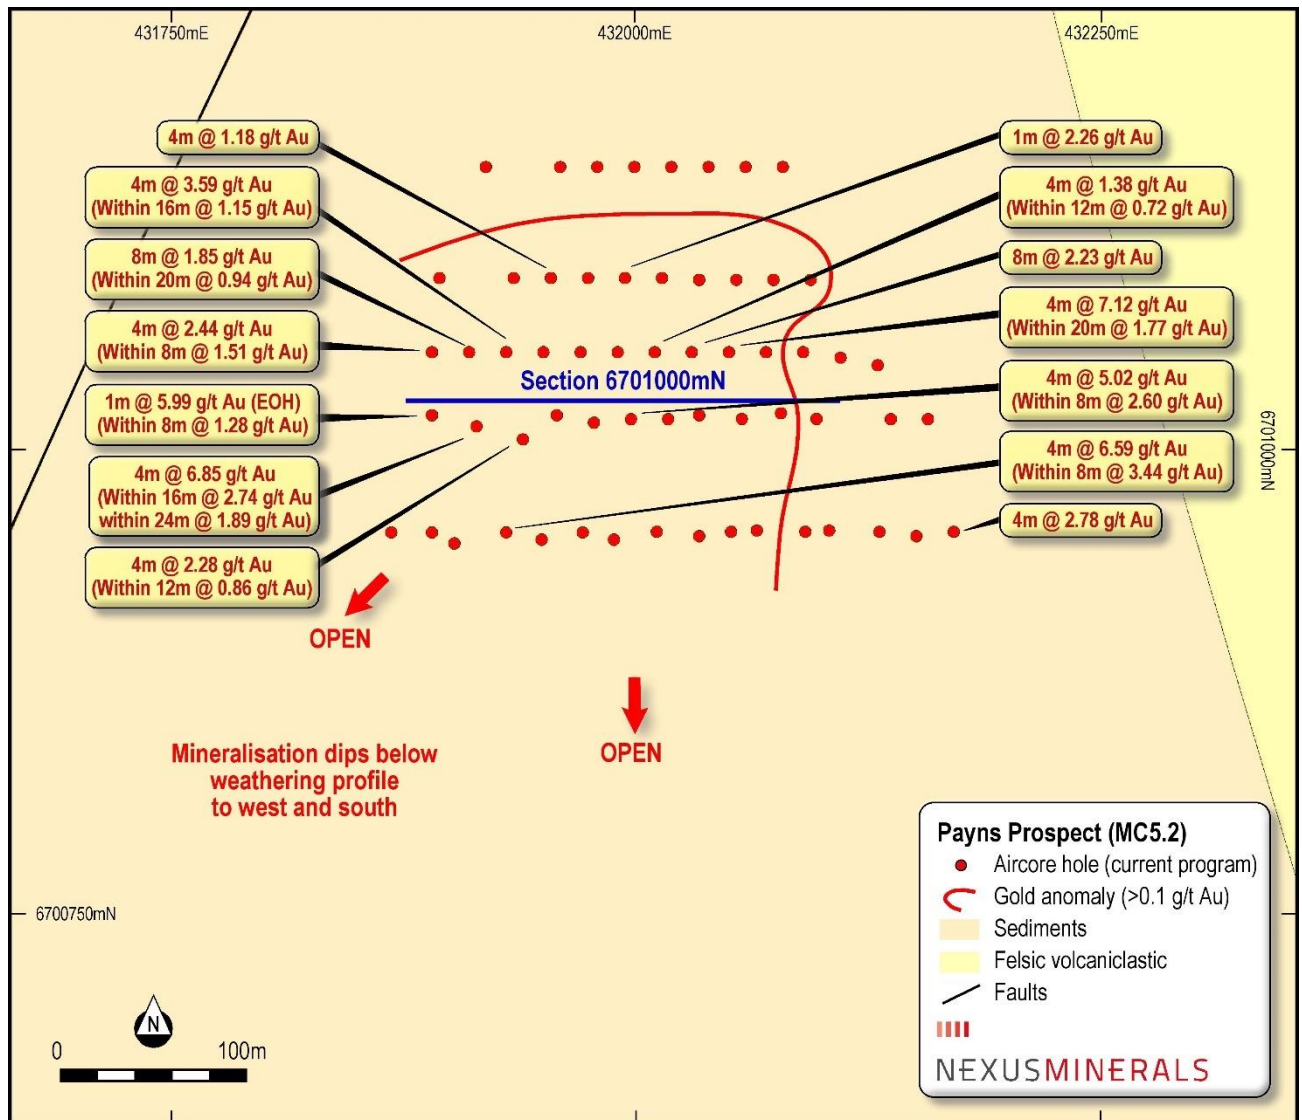 431750mE
432000mE
432250mE
4m @ 1.18 g/t Au
4m @ 3.59 g/t Au
(Within 16m @ 1.15 g/t Au)
8m @ 1.85 g/t Au
(Within 20m @ 0.94 g/t Au)
4m @ 2.44 g/t Au
(Within 8m @ 1.51 g/t Au)
1m @ 5.99 g/t Au (EOH)
(Within 8m @ 1.28 g/t Au)
4m @ 6.85 g/t Au
(Within 16m @ 2.74 g/t Au
within 24m @ 1.89 g/t Au)
4m @ 2.28 g/t Au
(Within 12m @ 0.86 g/t Au)
1m @ 2.26 g/t Au
4m @ 1.38 g/t Au
(Within 12m @ 0.72 g/t Au)
8m @ 2.23 g/t Au
4m @ 7.12 g/t Au
(Within 20m @ 1.77 g/t Au)
4m @ 5.02 g/t Au
(Within 8m @ 2.60 g/t Au)
4m @ 6.59 g/t Au
(Within 8m @ 3.44 g/t Au)
4m @ 2.78 g/t Au
Section 6701000mN
6701000mN
OPEN
OPEN
Mineralisation dips below
weathering profile
to west and south
6700750mN
N
0 100m
Payns Prospect (MC5.2)
Aircore hole (current program)
Gold anomaly (>0.1 g/t Au)
Sediments
Felsic volcaniclastic
Faults
NEXUSMINERALS